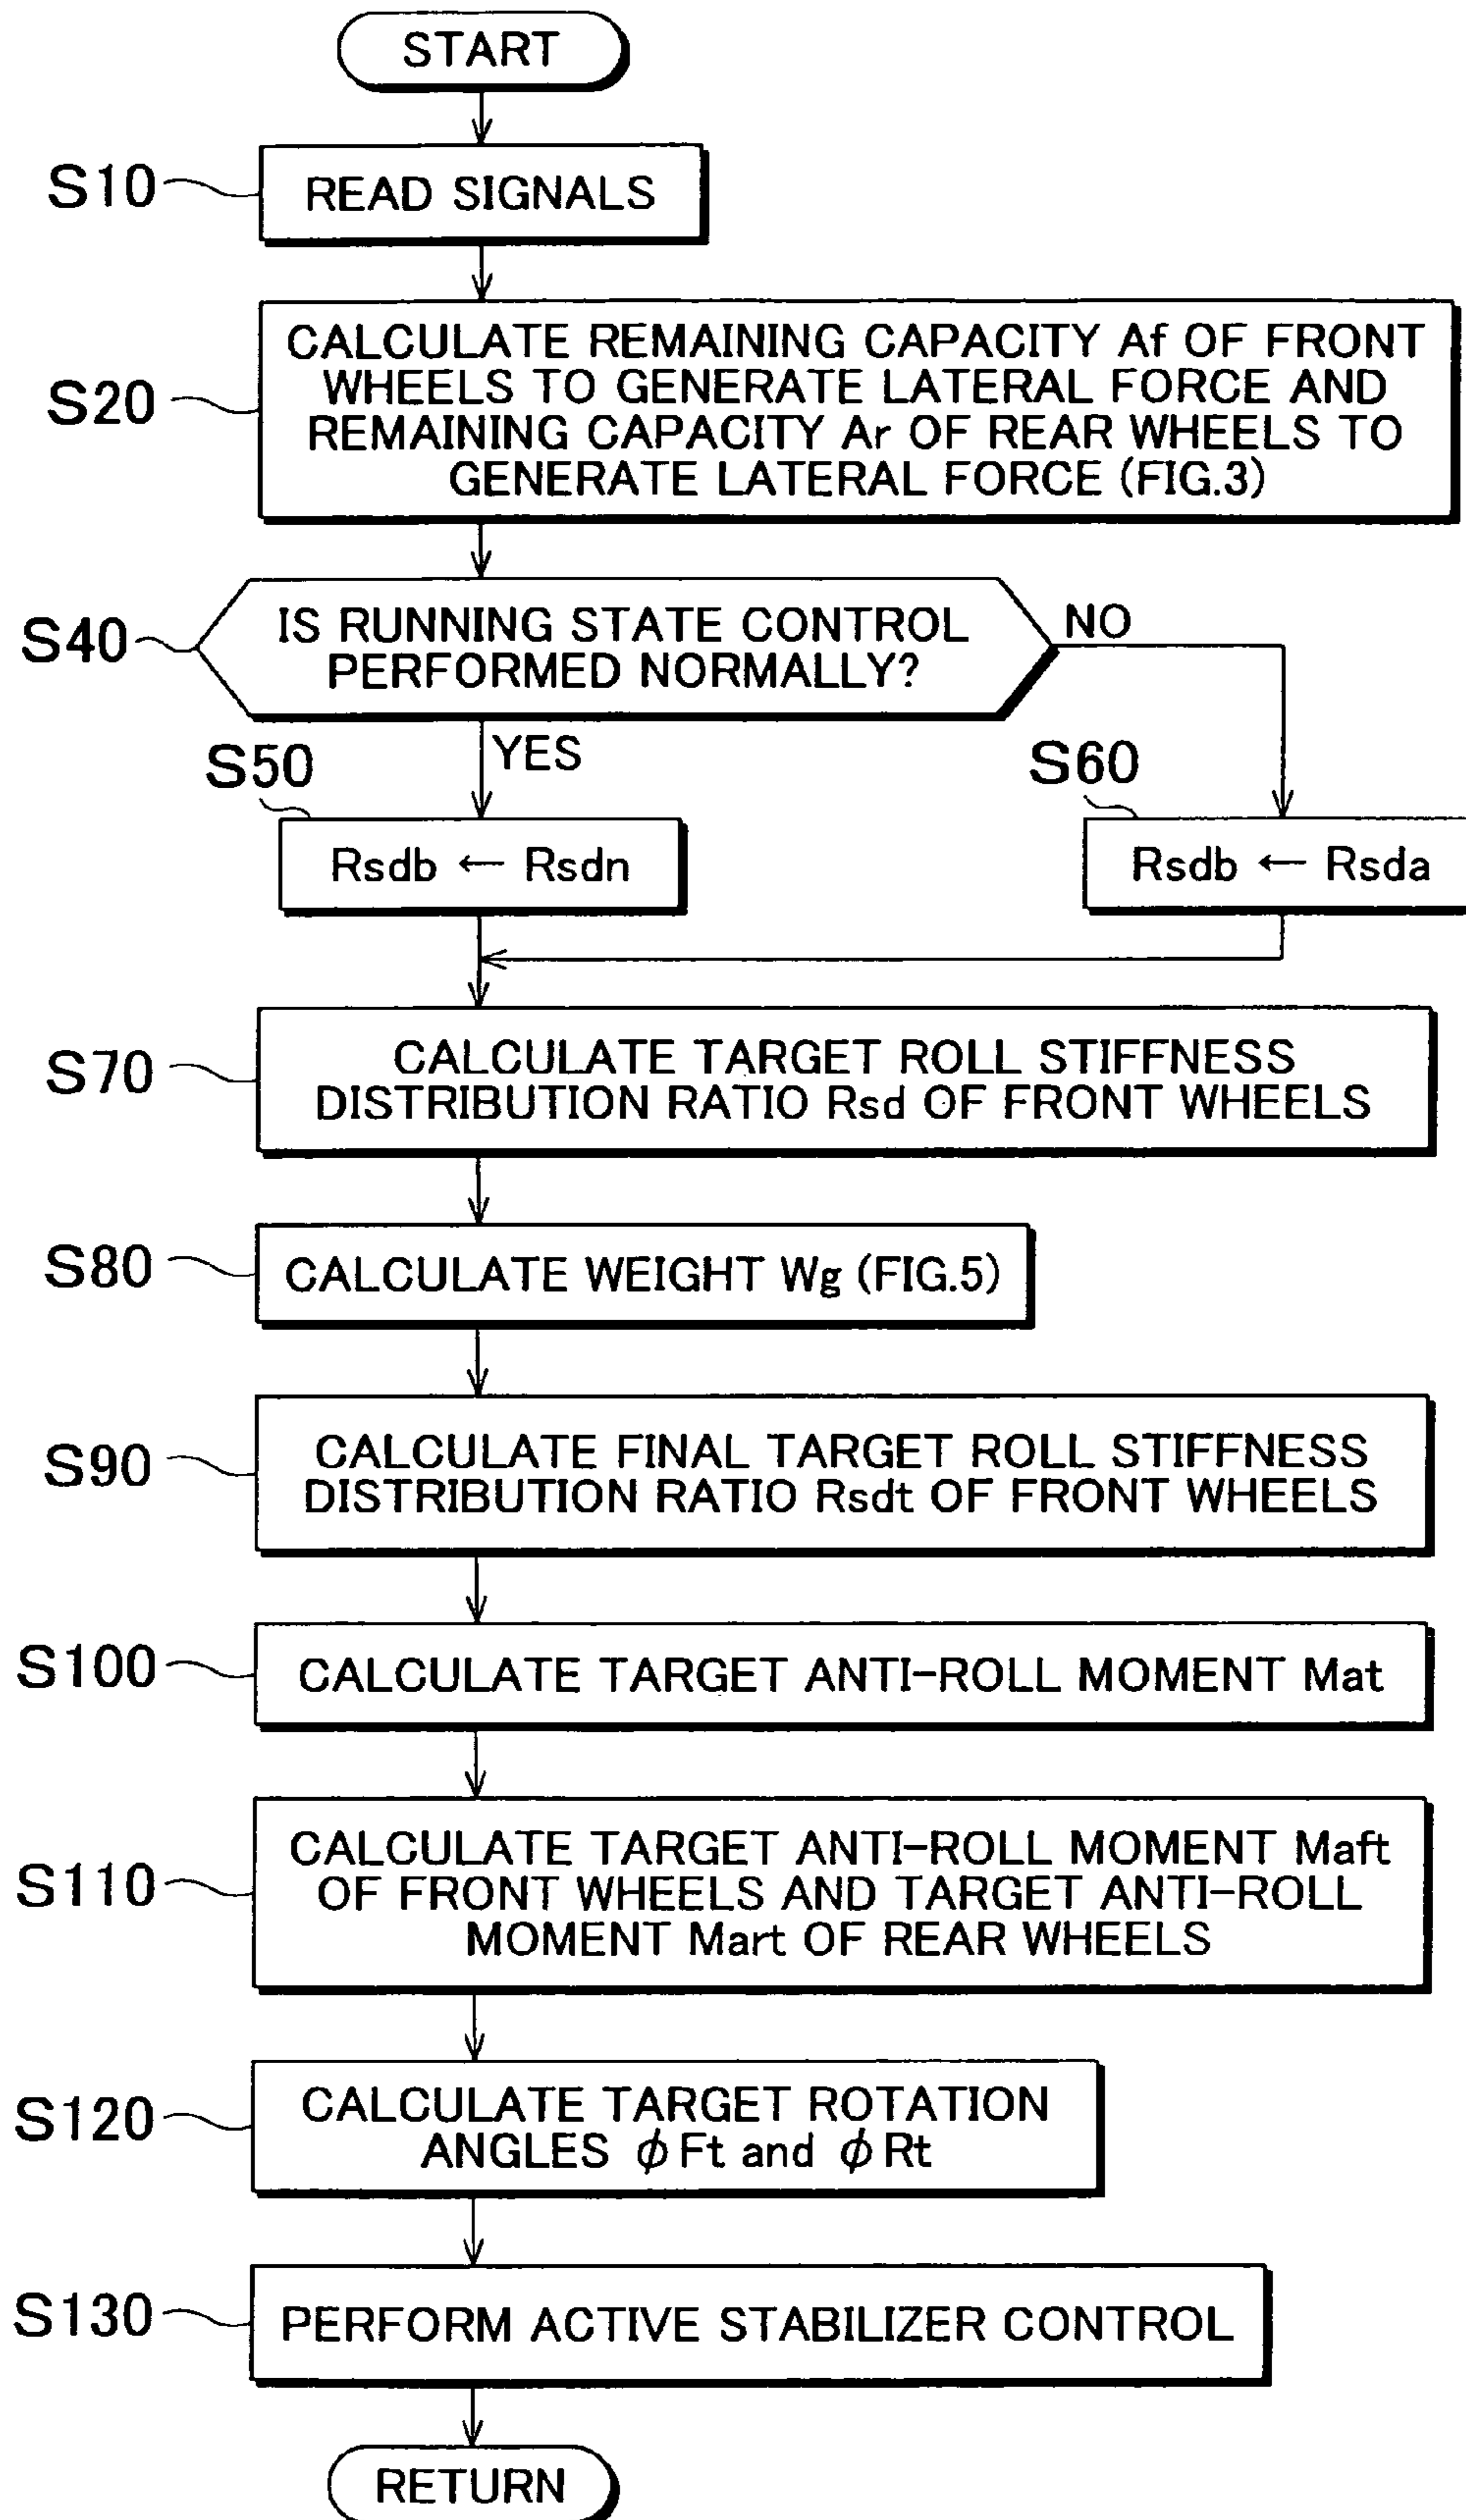 START
S10
READ SIGNALS
S20
CALCULATE REMAINING CAPACITY Af OF FRONT
WHEELS TO GENERATE LATERAL FORCE AND
REMAINING CAPACITY Ar OF REAR WHEELS TO
GENERATE LATERAL FORCE (FIG.3)
S40
IS RUNNING STATE CONTROL
PERFORMED NORMALLY?
NO
YES
S50
Rsdb ← Rsdn
S60
Rsdb ← Rsda
S70
CALCULATE TARGET ROLL STIFFNESS
DISTRIBUTION RATIO Rsd OF FRONT WHEELS
S80
CALCULATE WEIGHT Wg (FIG.5)
S90
CALCULATE FINAL TARGET ROLL STIFFNESS
DISTRIBUTION RATIO Rsdt OF FRONT WHEELS
S100
CALCULATE TARGET ANTI-ROLL MOMENT Mat
S110
CALCULATE TARGET ANTI-ROLL MOMENT Maft
OF FRONT WHEELS AND TARGET ANTI-ROLL
MOMENT Mart OF REAR WHEELS
S120
CALCULATE TARGET ROTATION
ANGLES ϕFt and ϕRt
S130
PERFORM ACTIVE STABILIZER CONTROL
RETURN